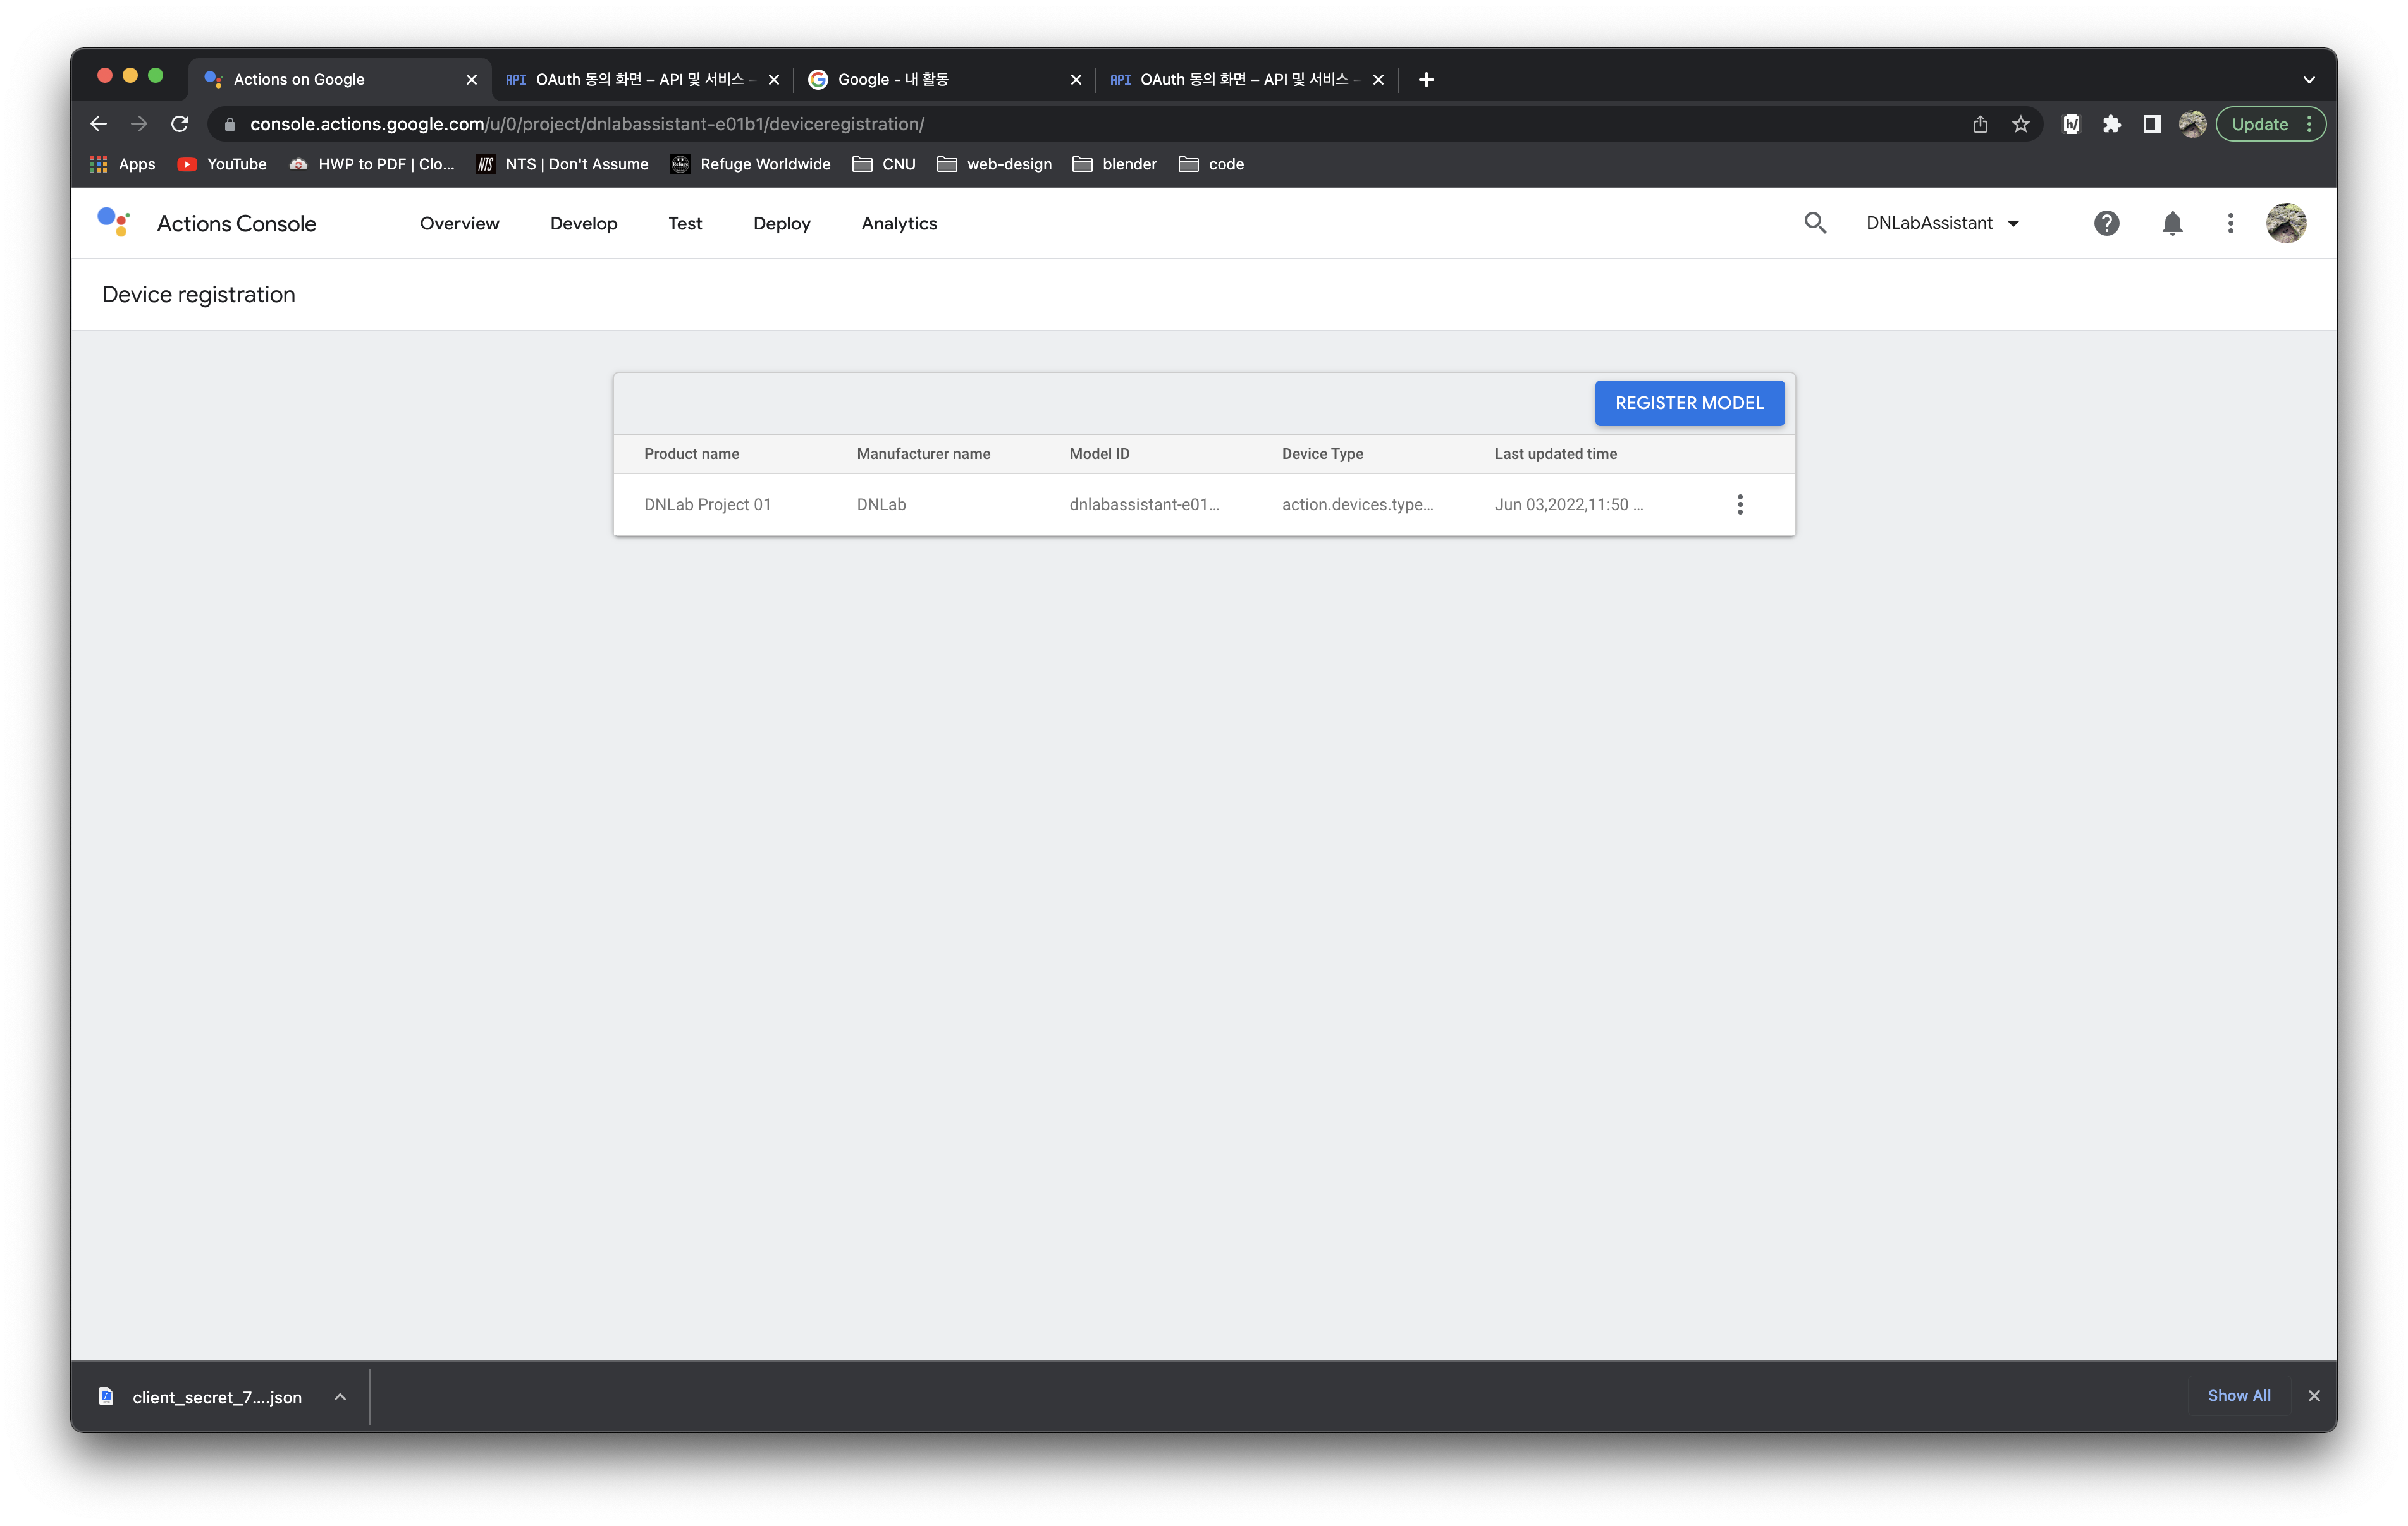 Actions on Google
API OAuth 동의 화면 – API 및 서비스 –
Google - 내 활동
API OAuth 동의 화면 – API 및 서비스 –
console.actions.google.com/u/0/project/dnlabassistant-e01b1/deviceregistration/
Update
Apps
YouTube
HWP to PDF | Clo...
NTS NTS | Don't Assume
Refuge Worldwide
CNU
web-design
blender
code
Actions Console
Overview
Develop
Test
Deploy
Analytics
DNLabAssistant
Device registration
REGISTER MODEL
Product name
Manufacturer name
Model ID
Device Type
Last updated time
DNLab Project 01
DNLab
dnlabassistant-e01...
action.devices.type...
Jun 03,2022,11:50 ...
client_secret_7....json
Show All